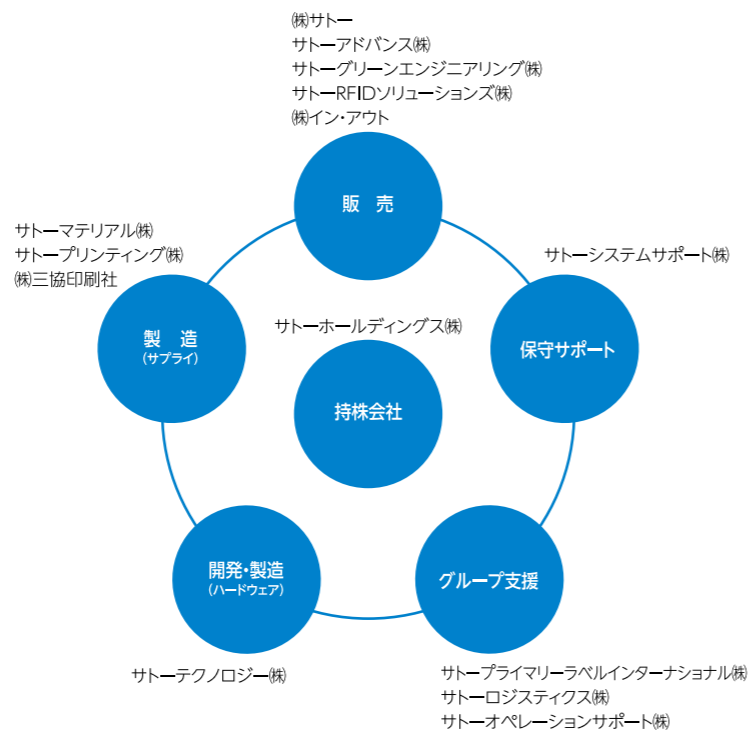 ㈱サトー
サトーアドバンス㈱
サトーグリーンエンジニアリング㈱
サトーRFIDソリューションズ㈱
㈱イン・アウト
販　売
サトーマテリアル㈱
サトープリンティング㈱
㈱三協印刷社
製　造
(サプライ)
サトーシステムサポート㈱
保守サポート
サトーホールディングス㈱
持株会社
開発・製造
(ハードウェア)
サトーテクノロジー㈱
グループ支援
サトープライマリーラベルインターナショナル㈱
サトーロジスティクス㈱
サトーオペレーションサポート㈱